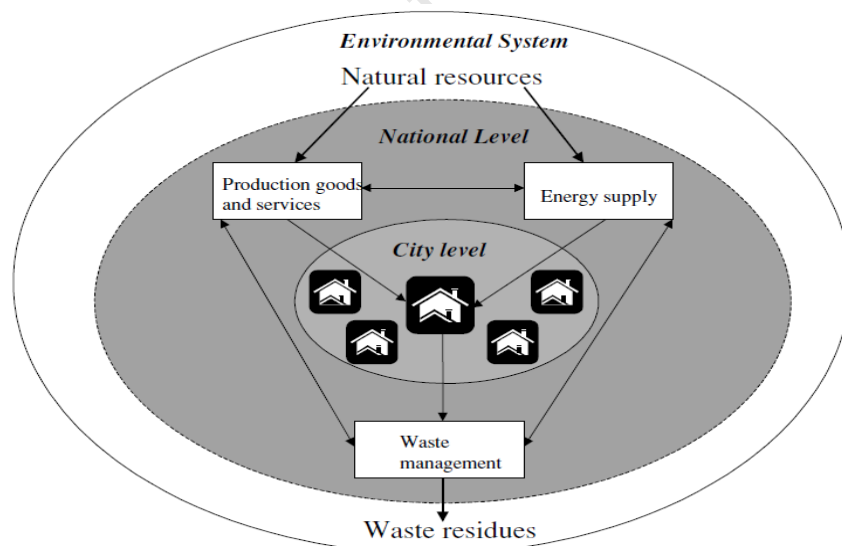 Environmental System
Natural resources
National Level
Production goods
and services
Energy supply
City level
Waste
management
Waste residues